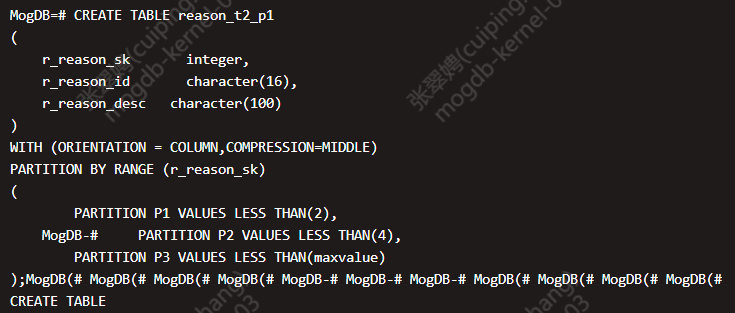 MogDB=# CREATE TABLE reason_t2_p1
(
    r_reason_sk       integer,
    r_reason_id       character(16),
    r_reason_desc   character(100)
)
WITH (ORIENTATION = COLUMN,COMPRESSION=MIDDLE)
PARTITION BY RANGE (r_reason_sk)
(
        PARTITION P1 VALUES LESS THAN(2),
    MogDB-#     PARTITION P2 VALUES LESS THAN(4),
        PARTITION P3 VALUES LESS THAN(maxvalue)
);MogDB(# MogDB(# MogDB(# MogDB(# MogDB-# MogDB-# MogDB-# MogDB(# MogDB(# MogDB(# MogDB(#
CREATE TABLE
张翠娉(cuiping
mogdb-kernel-0
张翠娉(cuiping
mogdb-kernel-0
hang)
03
hang)
03